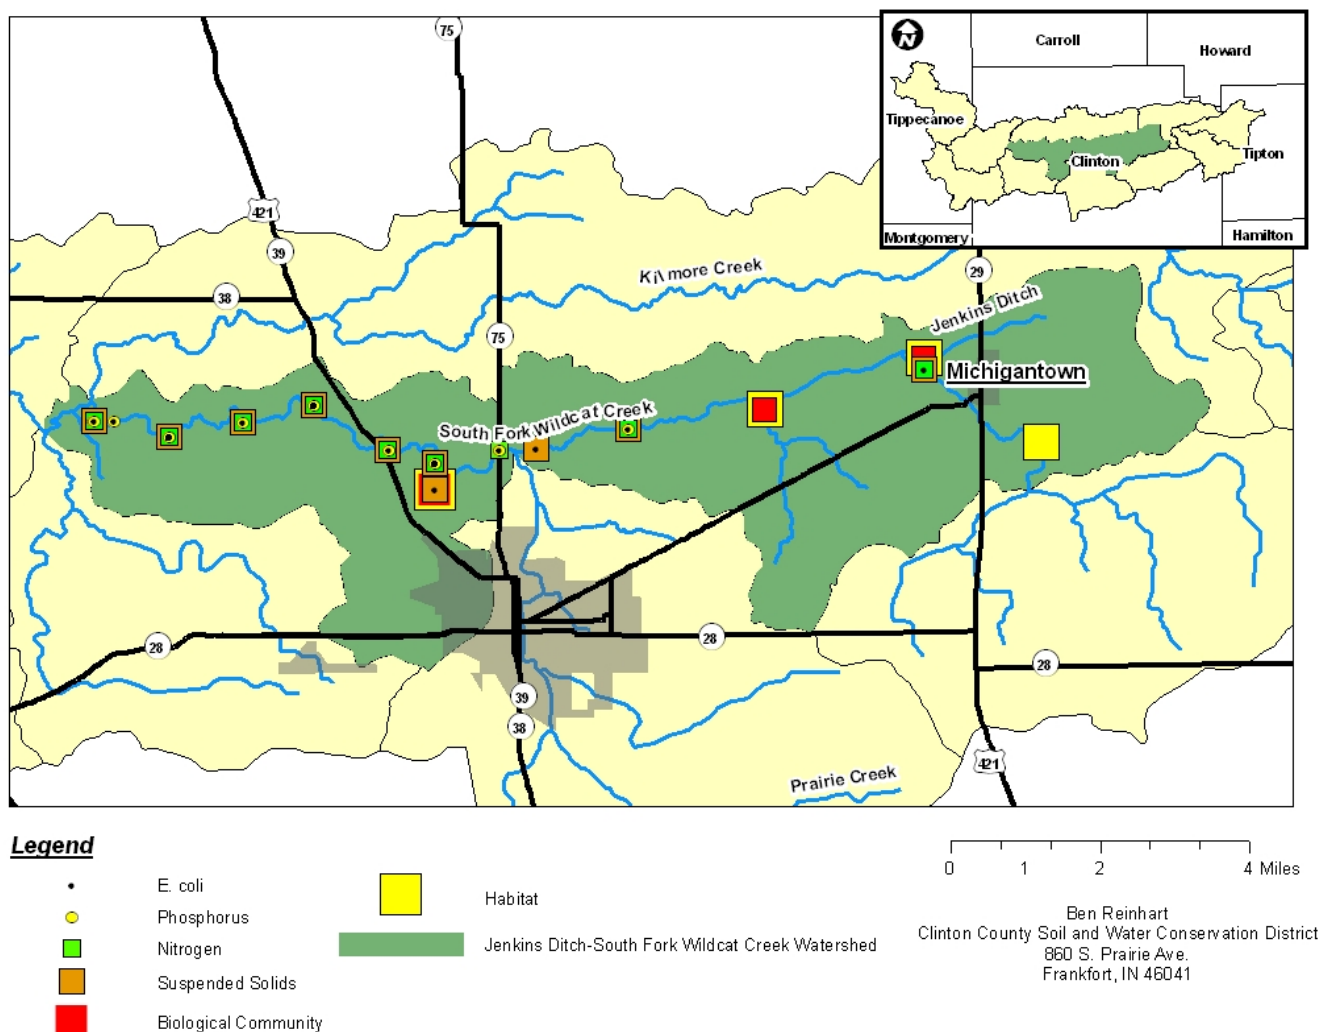 75
N
Carroll
Howard
Tippecanoe
Clinton
Tipton
Montgomery
Hamilton
421
39
38
Kilmore Creek
29
Jenkins Ditch
75
Michigantown
South Fork Wildcat Creek
28
28
28
39
38
421
Prairie Creek
Legend
E. coli
Phosphorus
Nitrogen
Suspended Solids
Biological Community
Habitat
Jenkins Ditch-South Fork Wildcat Creek Watershed
0 1 2 4 Miles
Ben Reinhart
Clinton County Soil and Water Conservation District
860 S. Prairie Ave.
Frankfort, IN 46041